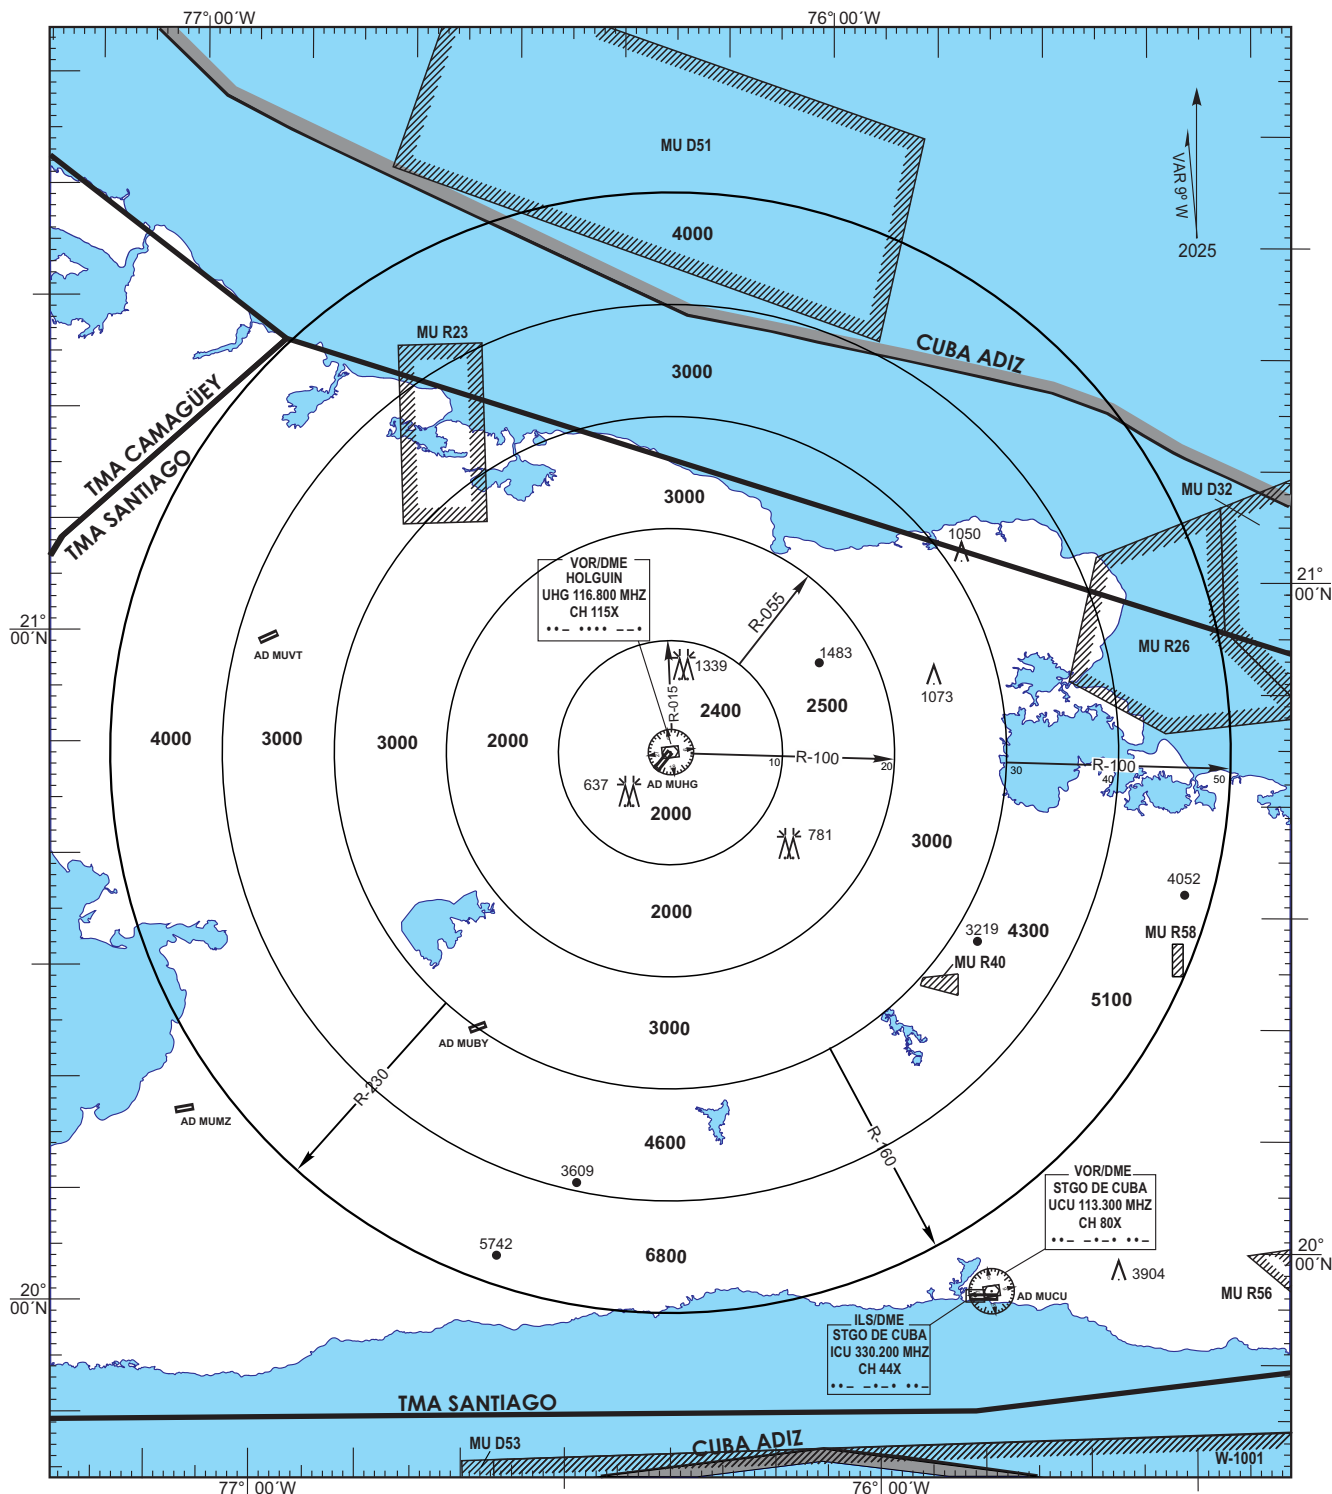 77° 00´W
76° 00´W
MU D51
VAR 9° W
4000
2025
MU R23
CUBA ADIZ
3000
TMA CAMAGÜEY
TMA SANTIAGO
MU D32
3000
1050
VOR/DME
HOLGUIN
UHG 116.800 MHZ
CH 115X
21°
00´N
21°
00´N
R-055
AD MUVT
1339
1483
MU R26
1073
R-015
2400
2500
4000
3000
3000
2000
R-100
10
20
30
R-100
40
50
AD MUHG
637
2000
781
3000
4052
2000
3219
4300
MU R58
MU R40
5100
3000
AD MUBY
R-230
AD MUMZ
R-160
4600
3609
VOR/DME
STGO DE CUBA
UCU 113.300 MHZ
CH 80X
5742
6800
3904
20°
00´N
20°
00´N
AD MUCU
MU R56
ILS/DME
STGO DE CUBA
ICU 330.200 MHZ
CH 44X
TMA SANTIAGO
MU D53
CUBA ADIZ
W-1001
77° 00´W
76° 00´W